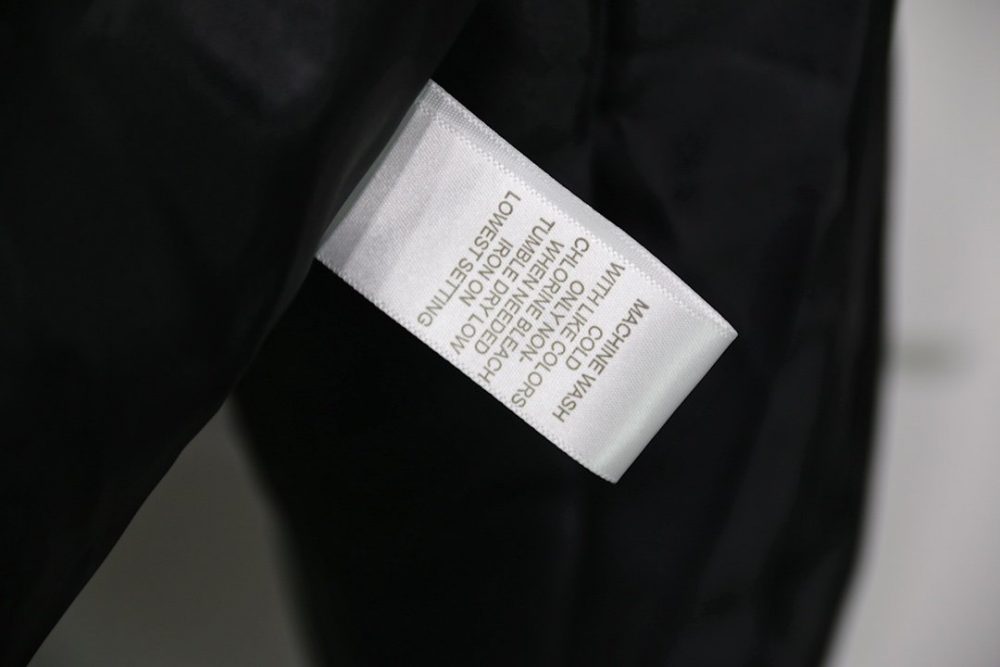 MACHINE WASH
COLD
WITH LIKE COLORS
ONLY NON-
CHLORINE BLEACH
WHEN NEEDED
TUMBLE DRY LOW
IRON ON
LOWEST SETTING